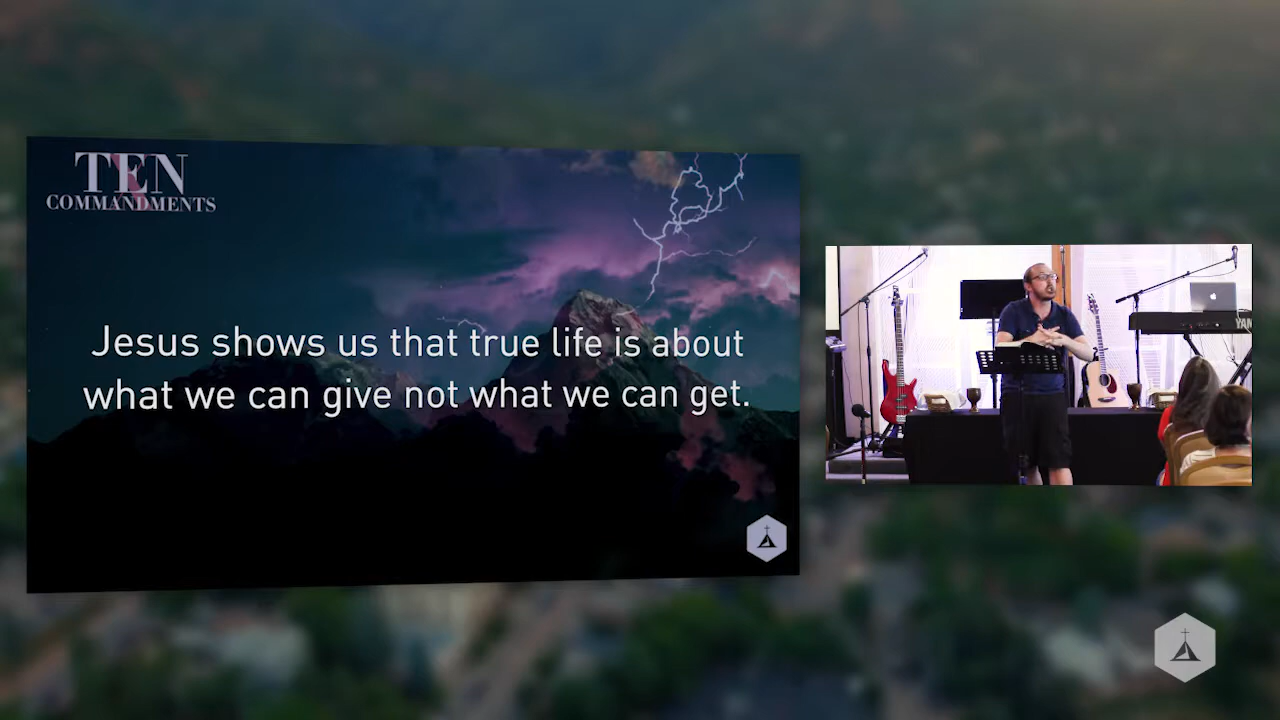 TEN
COMMANDMENTS
Jesus shows us that true life is about
what we can give not what we can get.
YAM